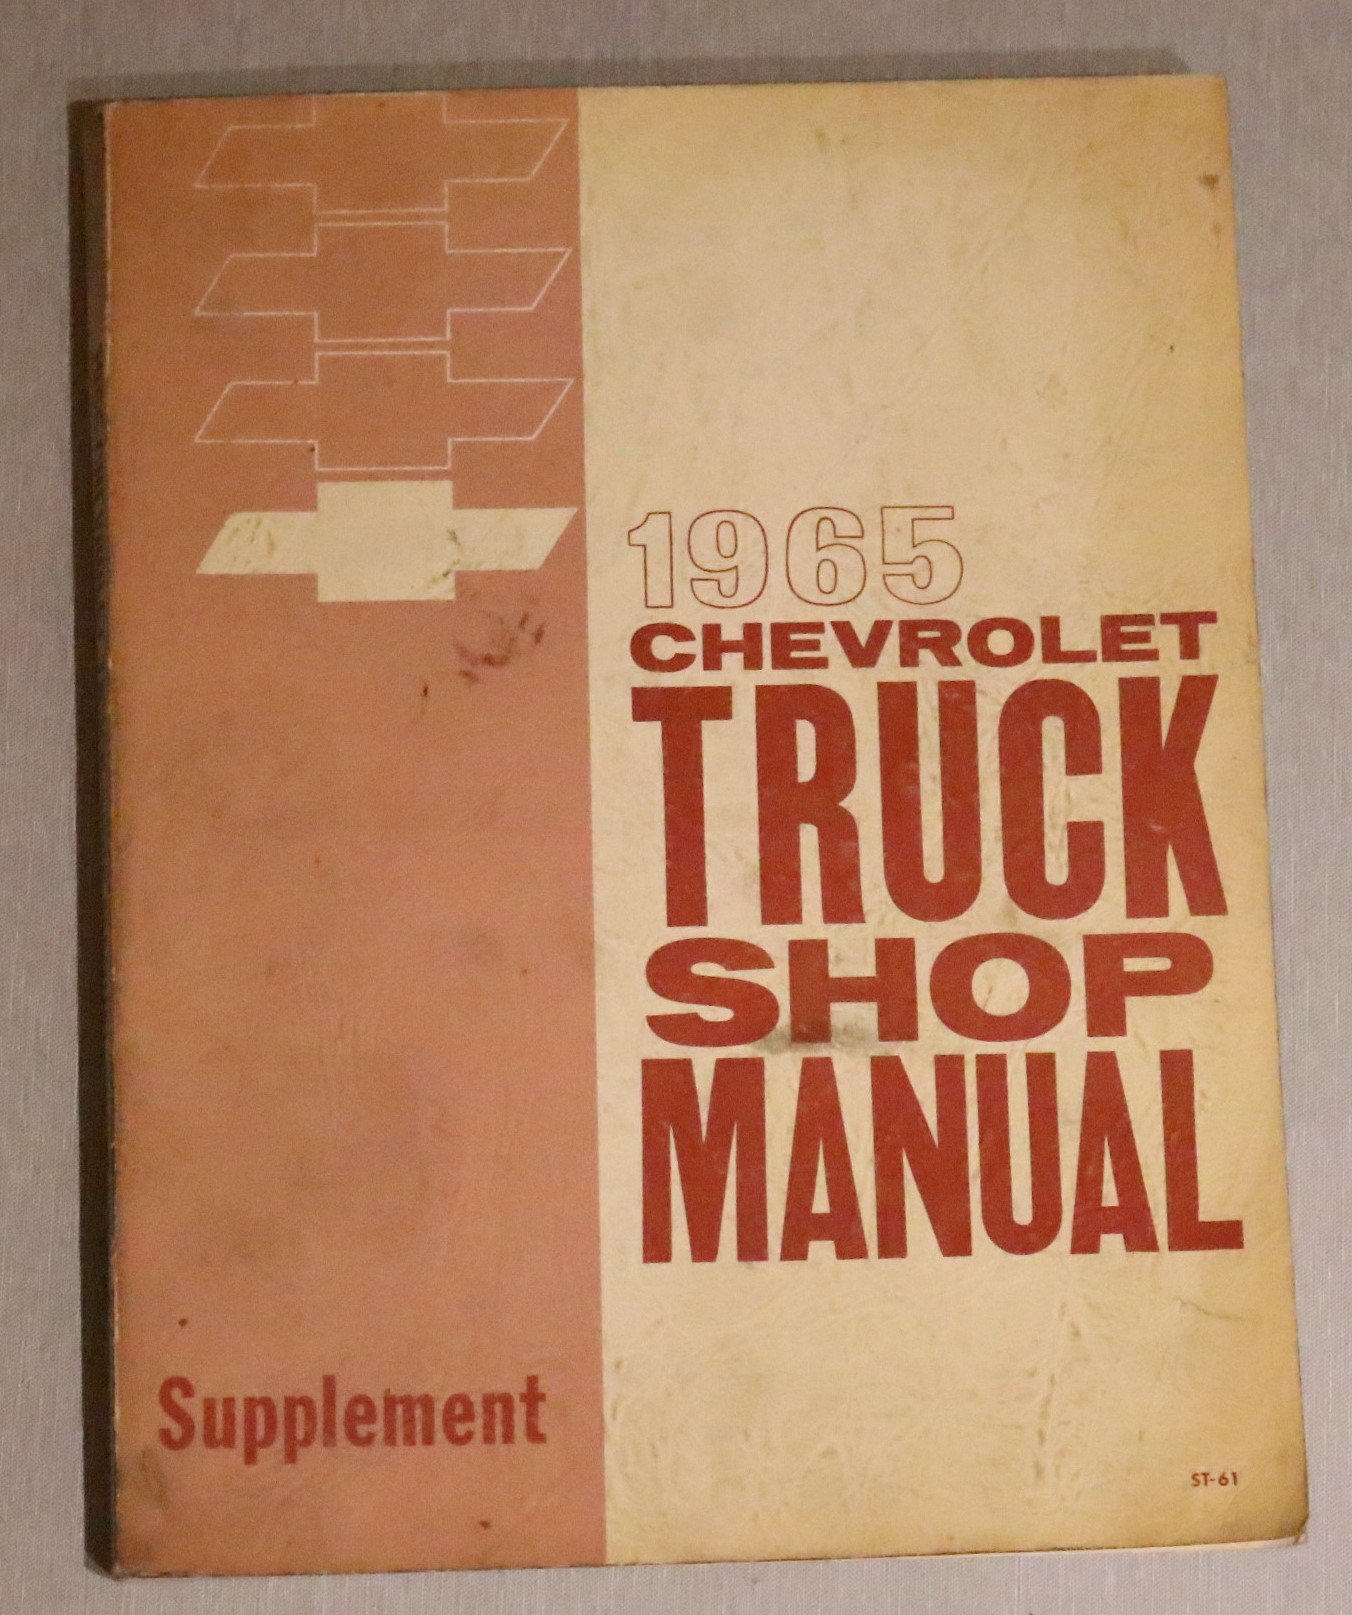 1965
CHEVROLET
TRUCK
SHOP
MANUAL
Supplement
ST-61